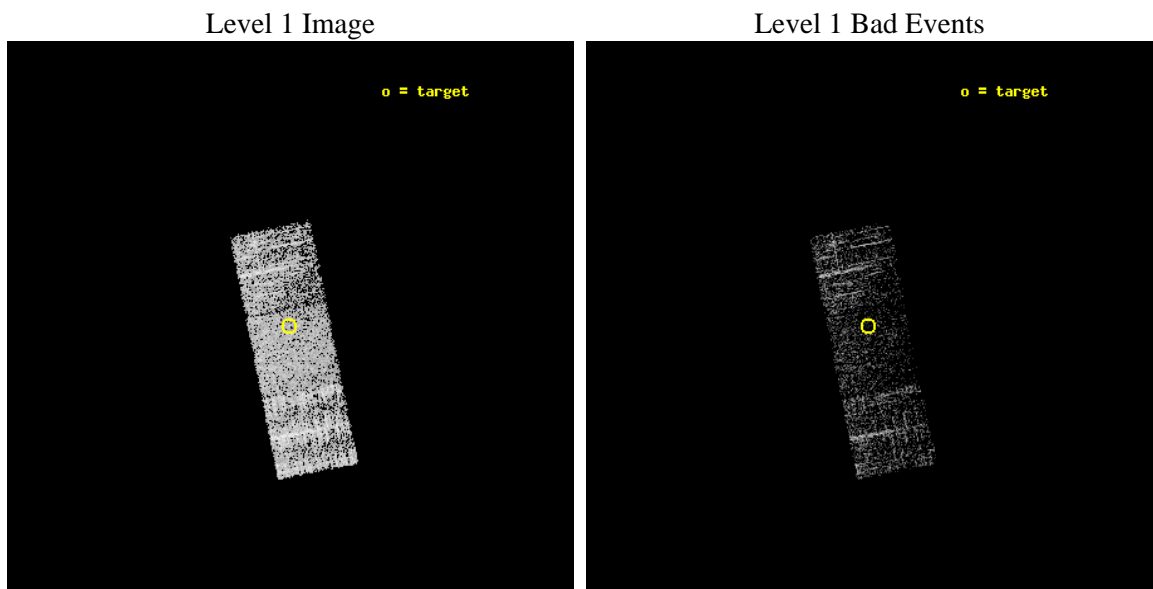 Level 1 Image
Level 1 Bad Events
o = target
o = target